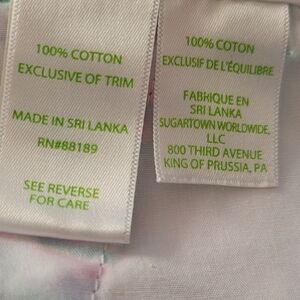 100% COTTON
EXCLUSIVE OF TRIM
MADE IN SRI LANKA
RN#88189
SEE REVERSE
FOR CARE
100% COTON
EXCLUSIF DE L'ÉQUILIBRE
FABRIQUE EN
SRI LANKA
SUGARTOWN WORLDWIDE,
LLC
800 THIRD AVENUE
KING OF PRUSSIA, PA